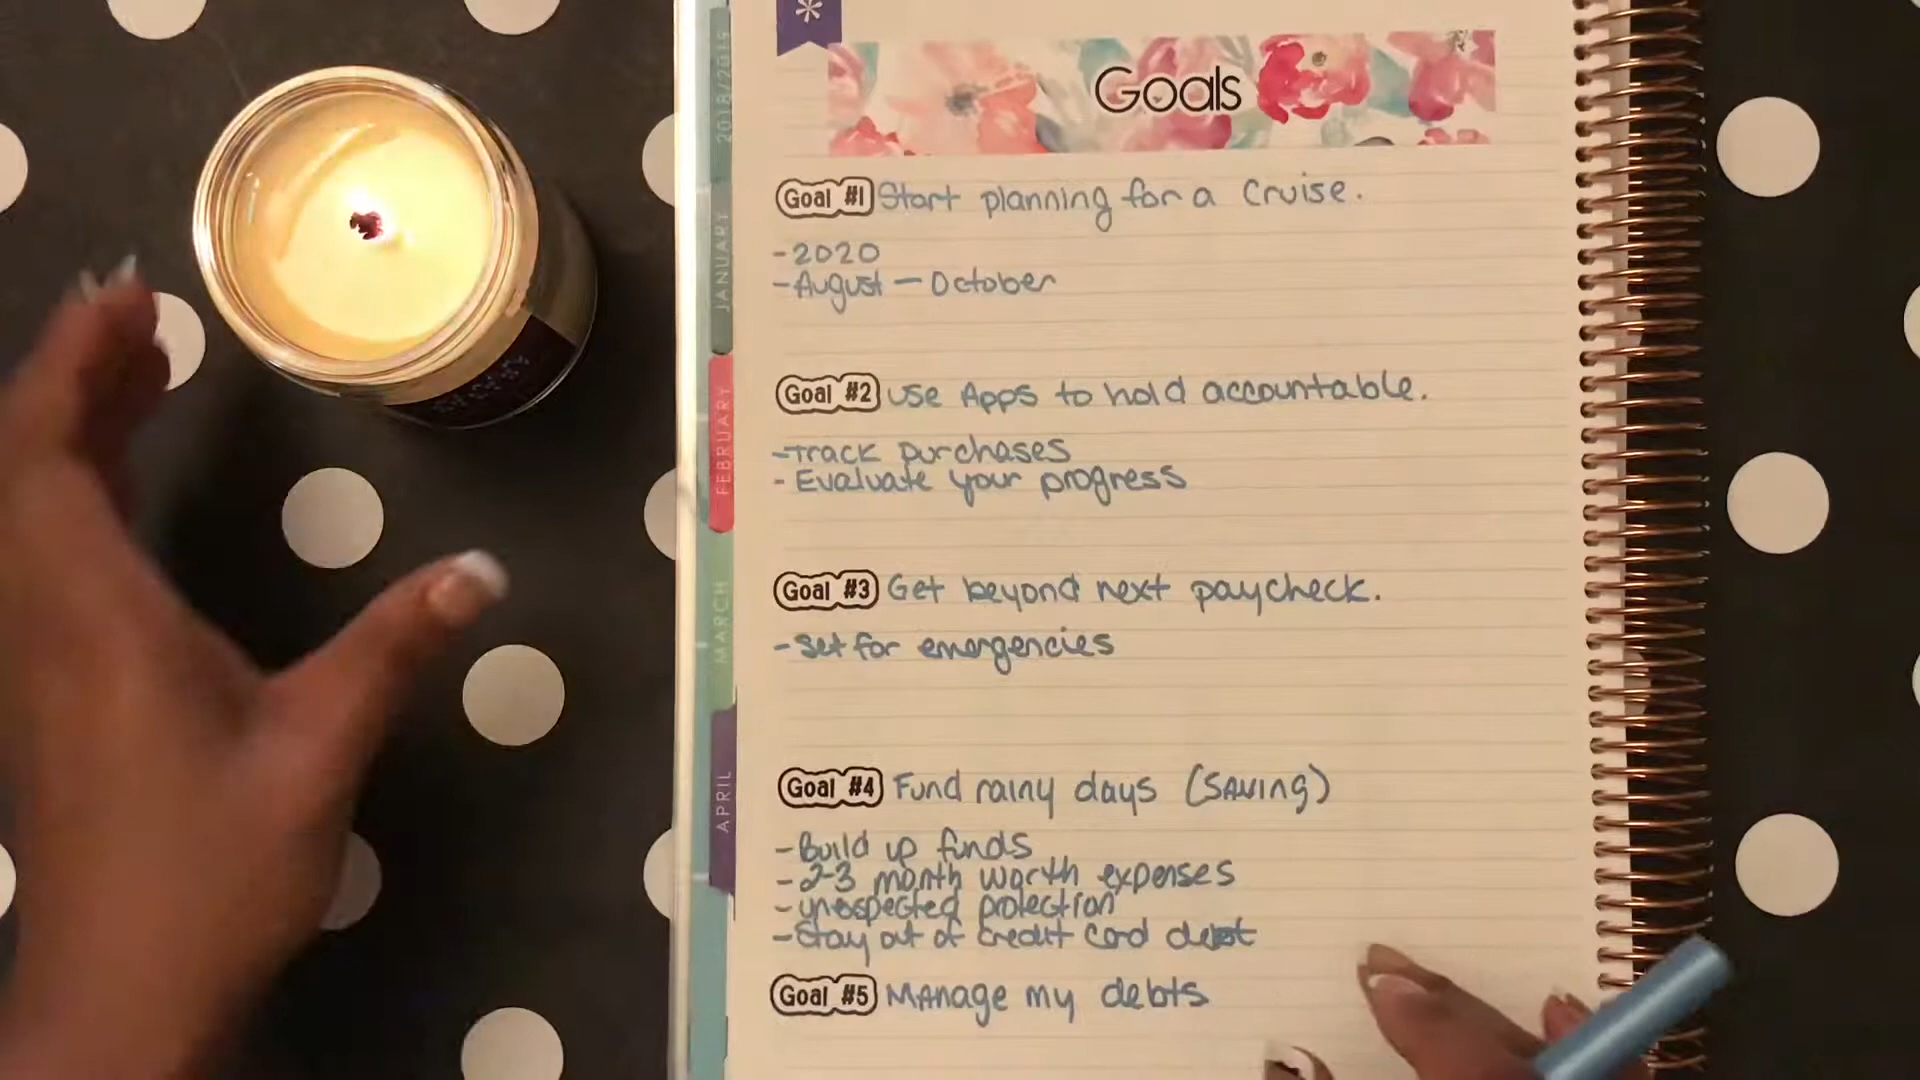 *
Goals
Goal #1 Start planning for a Cruise.
-2020
-August - October
Goal #2 use Apps to hold accountable.
-Track purchases
- Evaluate your progress
Goal #3 Get beyond next paycheck.
-Set for emergencies
Goal #4 Fund rainy days (SAVINg)
-Build up funds
-2-3 month worth expenses
-unexspected protection
-Stay out of credit card debt
Goal #5 MANage my debts
2018/2019
JANUARY
FEBRUARY
MARCH
APRIL